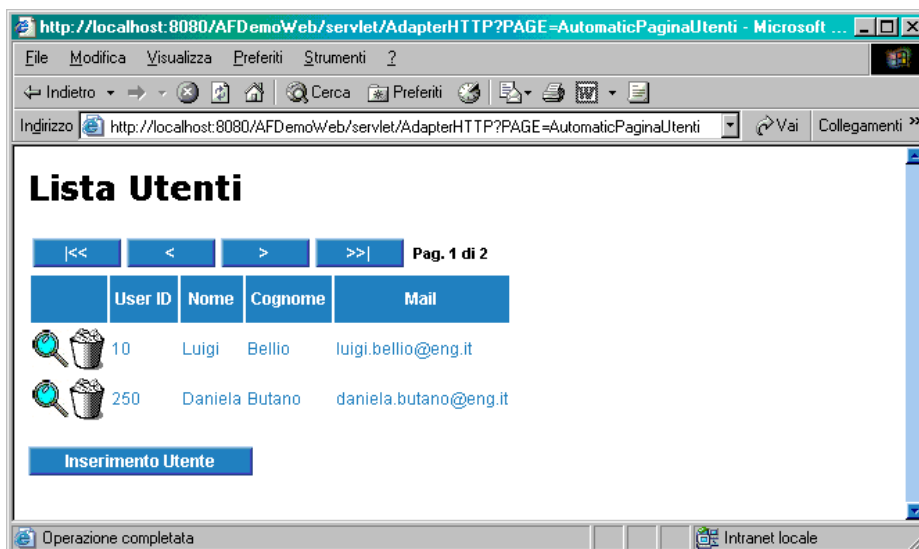 http://localhost:8080/AFDemoWeb/servlet/AdapterHTTP?PAGE=AutomaticPaginaUtenti - Microsoft ...
File Modifica Visualizza Preferiti Strumenti ?
Indietro Cerca Preferiti
Indirizzo http://localhost:8080/AFDemoWeb/servlet/AdapterHTTP?PAGE=AutomaticPaginaUtenti Vai Collegamenti »
Lista Utenti
|<< < > >>| Pag. 1 di 2
User ID Nome Cognome Mail
10 Luigi Bellio luigi.bellio@eng.it
250 Daniela Butano daniela.butano@eng.it
Inserimento Utente
Operazione completata Intranet locale